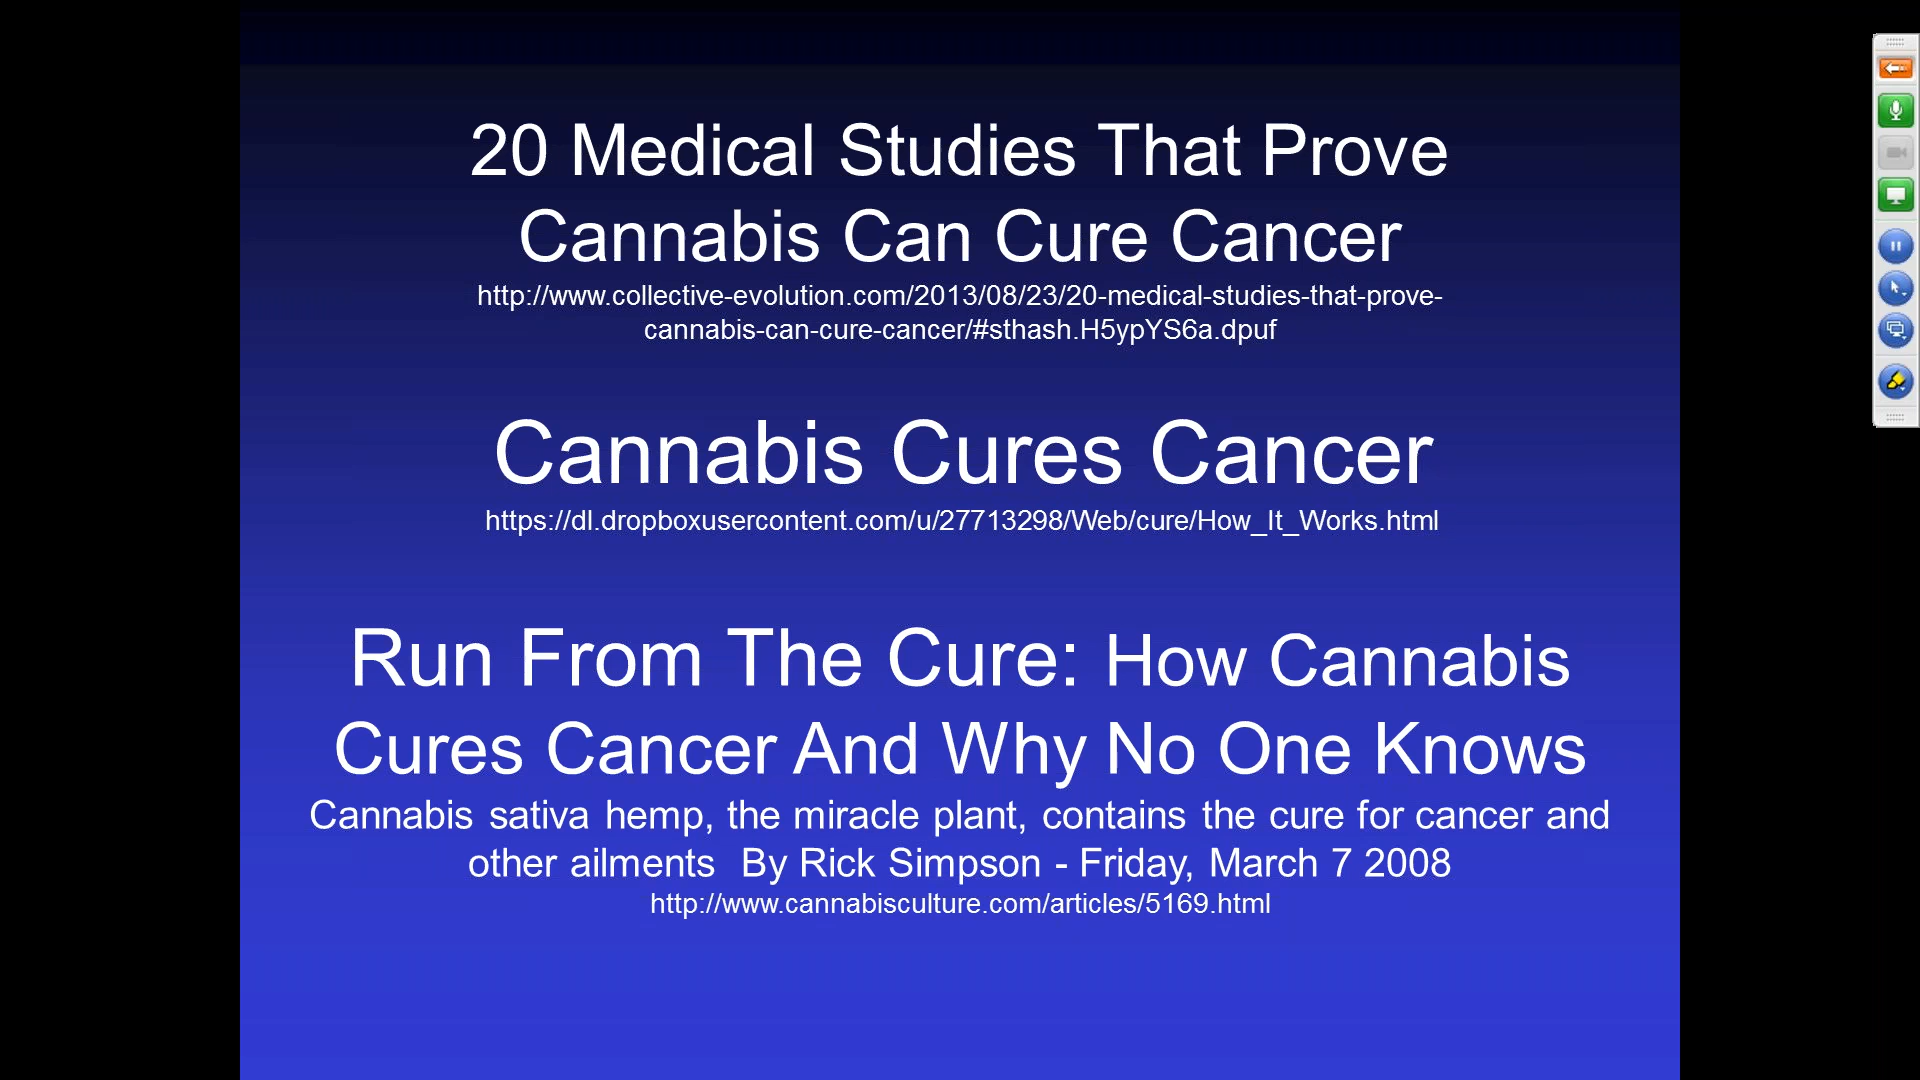 20 Medical Studies That Prove
Cannabis Can Cure Cancer
http://www.collective-evolution.com/2013/08/23/20-medical-studies-that-prove-
cannabis-can-cure-cancer/#sthash.H5ypYS6a.dpuf
Cannabis Cures Cancer
https://dl.dropboxusercontent.com/u/27713298/Web/cure/How_It_Works.html
Run From The Cure: How Cannabis
Cures Cancer And Why No One Knows
Cannabis sativa hemp, the miracle plant, contains the cure for cancer and
other ailments  By Rick Simpson - Friday, March 7 2008
http://www.cannabisculture.com/articles/5169.html